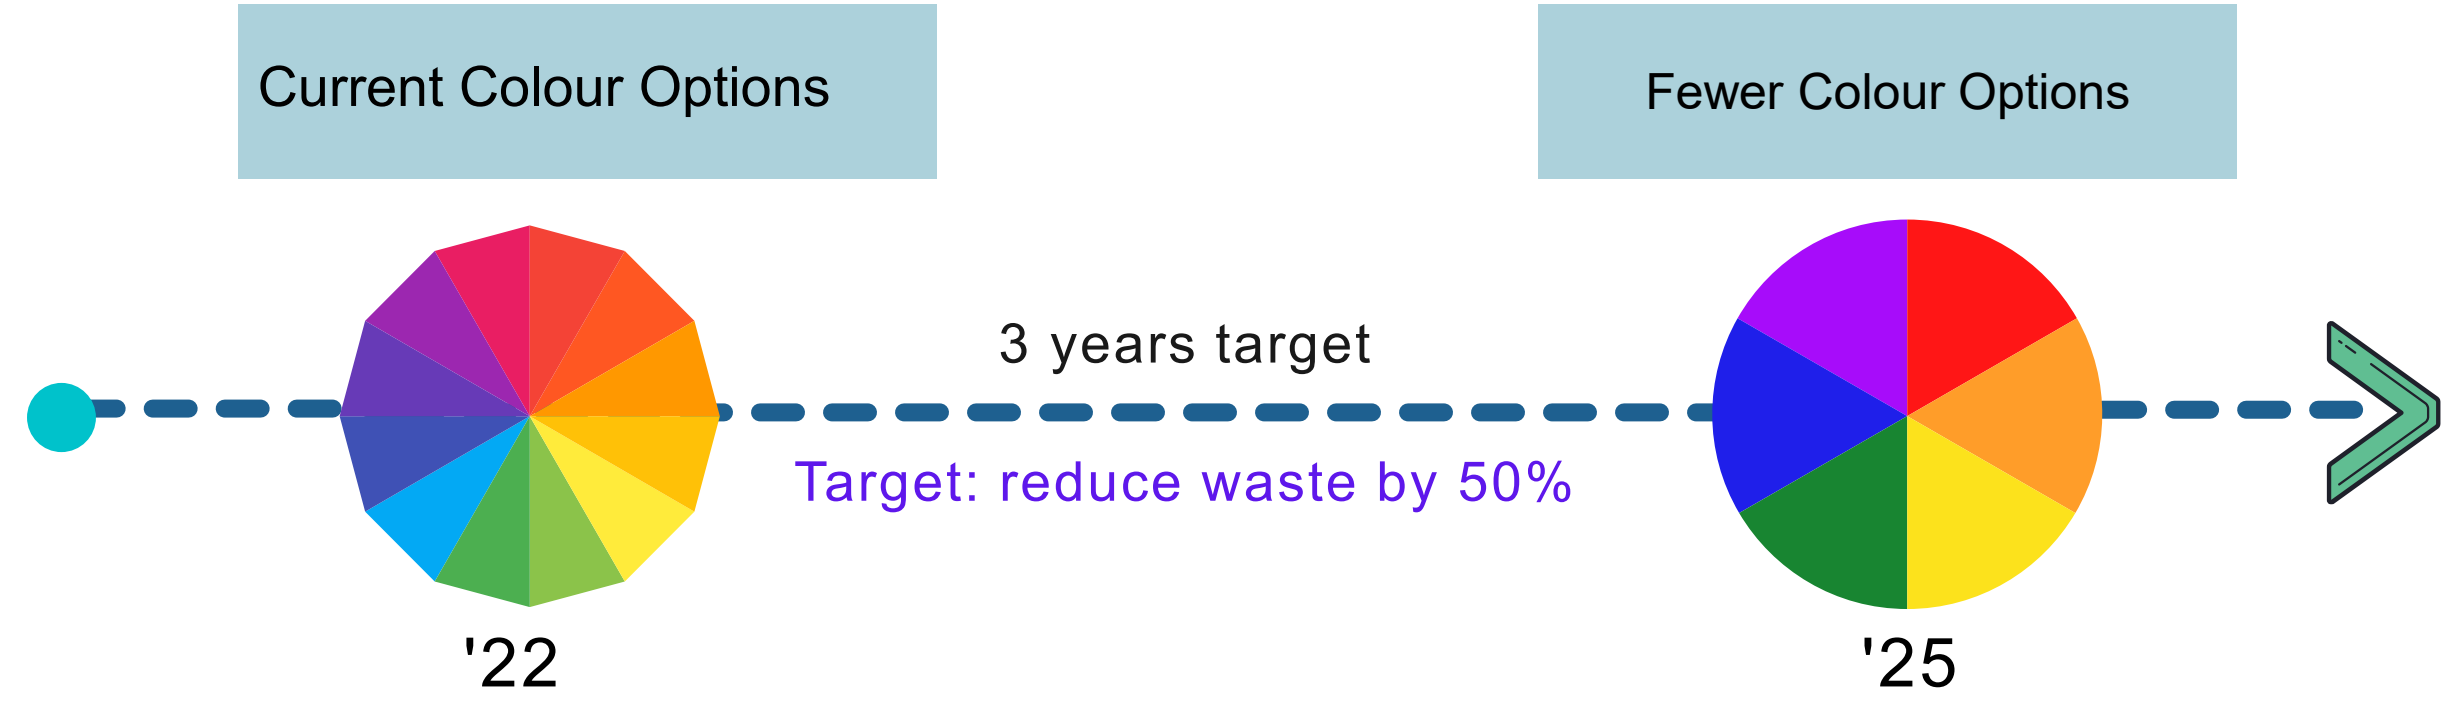 Current Colour Options
Fewer Colour Options
3 years target
Target: reduce waste by 50%
'22
'25